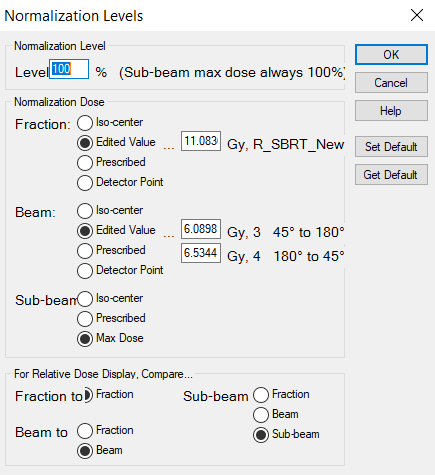 Normalization Levels
OK
Cancel
Help
Set Default
Get Default
Normalization Level
Level 100 % (Sub-beam max dose always 100%)
Normalization Dose
Fraction:
Iso-center
Edited Value ... 11.083 Gy, R_SBRT_New
Prescribed
Detector Point
Beam:
Iso-center
Edited Value ... 6.0898 Gy, 3 45° to 180°
Prescribed 6.5344 Gy, 4 180° to 45°
Detector Point
Sub-beam
Iso-center
Prescribed
Max Dose
For Relative Dose Display, Compare...
Fraction to Fraction
Beam to
Fraction
Beam
Sub-beam
Fraction
Beam
Sub-beam